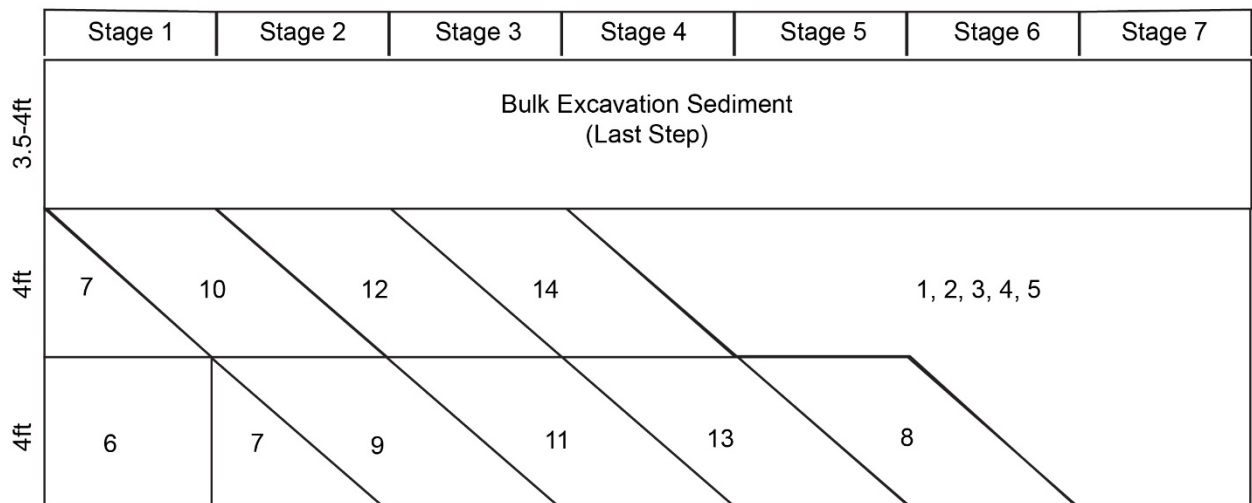 Stage 1 Stage 2 Stage 3 Stage 4 Stage 5 Stage 6 Stage 7
3.5-4ft
Bulk Excavation Sediment
(Last Step)
4ft
7 10 12 14 1, 2, 3, 4, 5
4ft
6 7 9 11 13 8